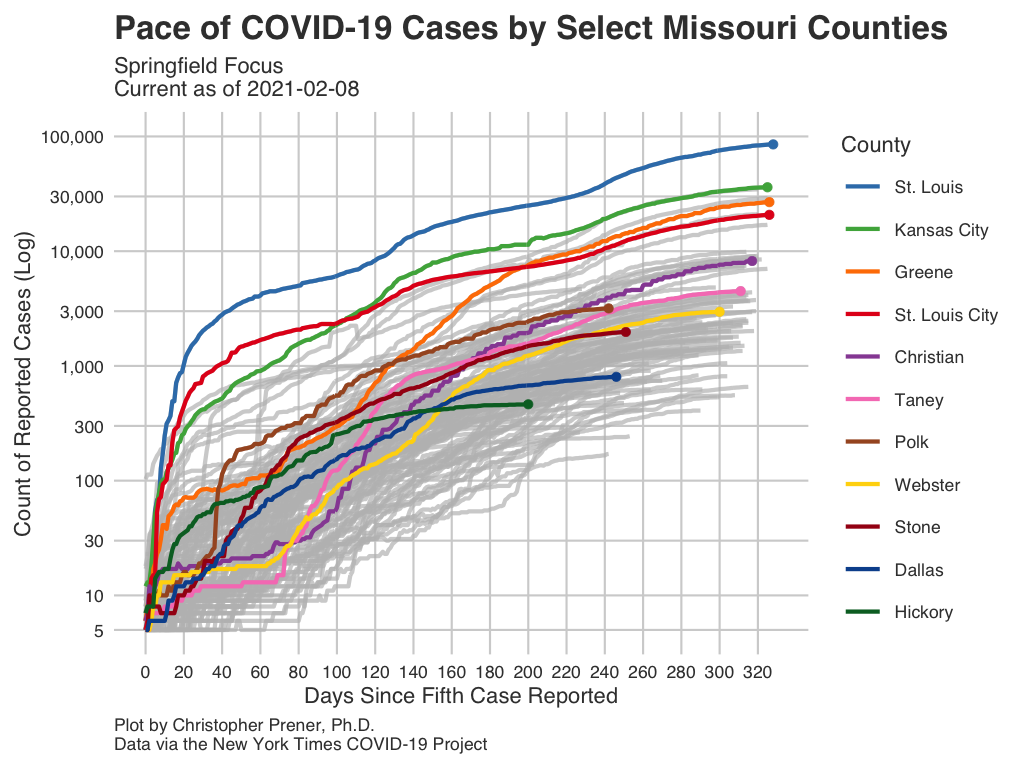 Pace of COVID-19 Cases by Select Missouri Counties
Springfield Focus
Current as of 2021-02-08
Count of Reported Cases (Log)
100,000
30,000
10,000
3,000
1,000
300
100
30
10
5
0 20 40 60 80 100 120 140 160 180 200 220 240 260 280 300 320
Days Since Fifth Case Reported
County
St. Louis
Kansas City
Greene
St. Louis City
Christian
Taney
Polk
Webster
Stone
Dallas
Hickory
Plot by Christopher Prener, Ph.D.
Data via the New York Times COVID-19 Project